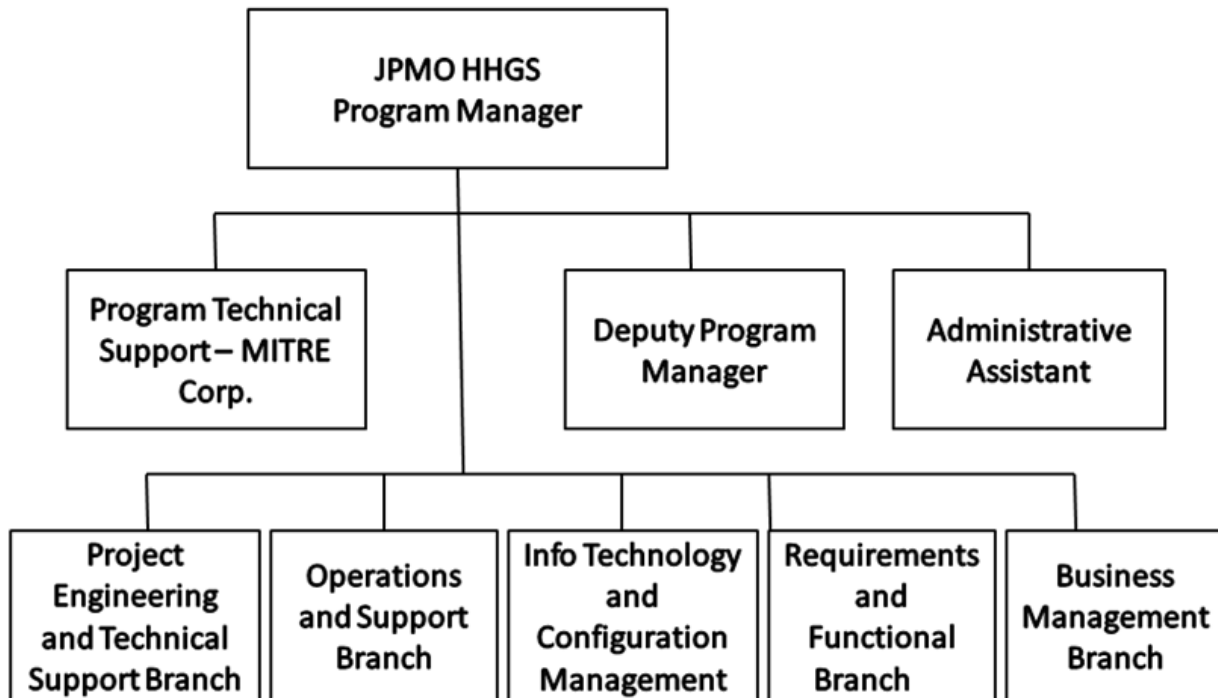 JPMO HHGS
Program Manager
Program Technical
Support – MITRE
Corp.
Deputy Program
Manager
Administrative
Assistant
Project
Engineering
and Technical
Support Branch
Operations
and Support
Branch
Info Technology
and
Configuration
Management
Requirements
and
Functional
Branch
Business
Management
Branch